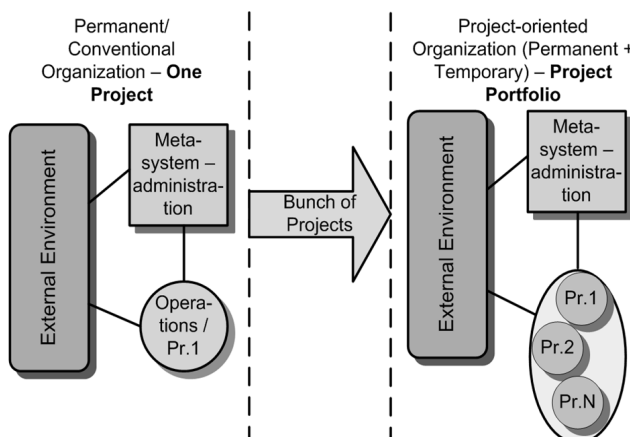 Permanent/
Conventional
Organization – One
Project
External Environment
Meta-
system –
administra-
tion
Opera-
tions /
Pr.1
Bunch of
Projects
Project-oriented
Organization (Permanent +
Temporary) – Project
Portfolio
External Environment
Meta-
system –
administra-
tion
Pr.1
Pr.2
Pr.N